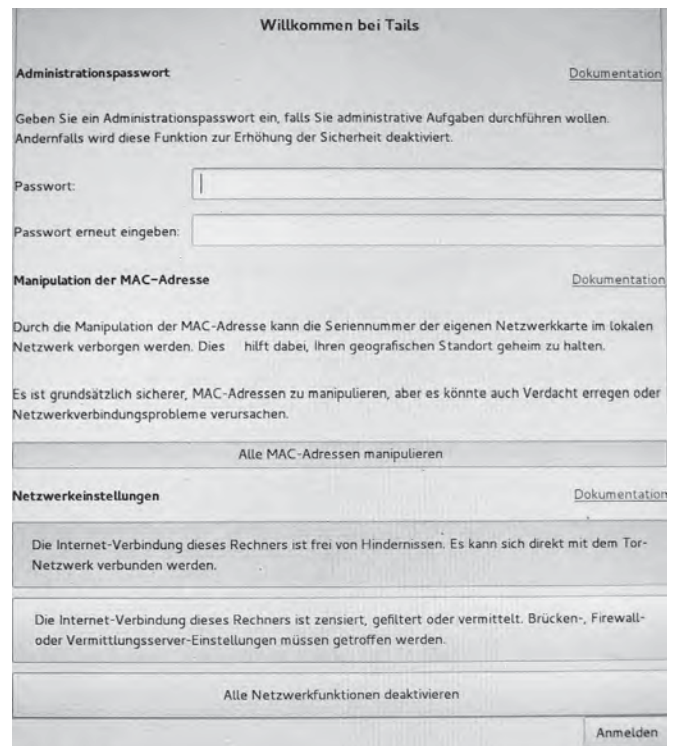 Willkommen bei Tails
Administrationspasswort Dokumentation
Geben Sie ein Administrationspasswort ein, falls Sie administrative Aufgaben durchführen wollen.
Andernfalls wird diese Funktion zur Erhöhung der Sicherheit deaktiviert.
Passwort:
Passwort erneut eingeben:
Manipulation der MAC-Adresse Dokumentation
Durch die Manipulation der MAC-Adresse kann die Seriennummer der eigenen Netzwerkkarte im lokalen
Netzwerk verborgen werden. Dies hilft dabei, Ihren geografischen Standort geheim zu halten.
Es ist grundsätzlich sicherer, MAC-Adressen zu manipulieren, aber es könnte auch Verdacht erregen oder
Netzwerkverbindungsprobleme verursachen.
Alle MAC-Adressen manipulieren
Netzwerkeinstellungen Dokumentation
Die Internet-Verbindung dieses Rechners ist frei von Hindernissen. Es kann sich direkt mit dem Tor-
Netzwerk verbunden werden.
Die Internet-Verbindung dieses Rechners ist zensiert, gefiltert oder vermittelt. Brücken-, Firewall-
oder Vermittlungsserver-Einstellungen müssen getroffen werden.
Alle Netzwerkfunktionen deaktivieren
Anmelden